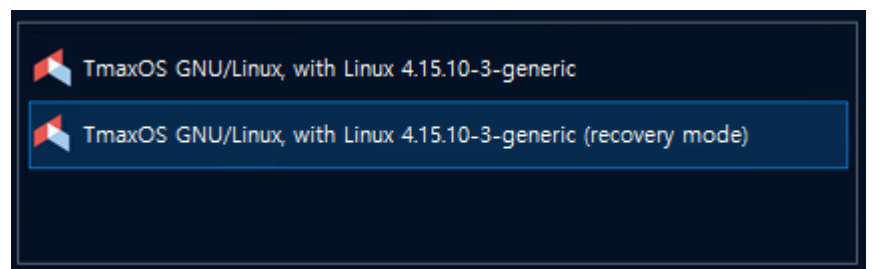 TmaxOS GNU/Linux, with Linux 4.15.10-3-generic
TmaxOS GNU/Linux, with Linux 4.15.10-3-generic (recovery mode)